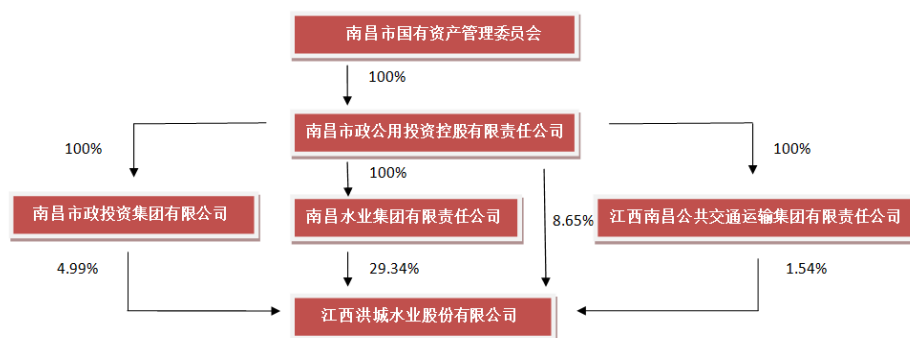 南昌市国有资产管理委员会
100%
南昌市政公用投资控股有限责任公司
100%
100%
100%
南昌市政投资集团有限公司
南昌水业集团有限责任公司
8.65%
江西南昌公共交通运输集团有限责任公司
4.99%
29.34%
1.54%
江西洪城水业股份有限公司